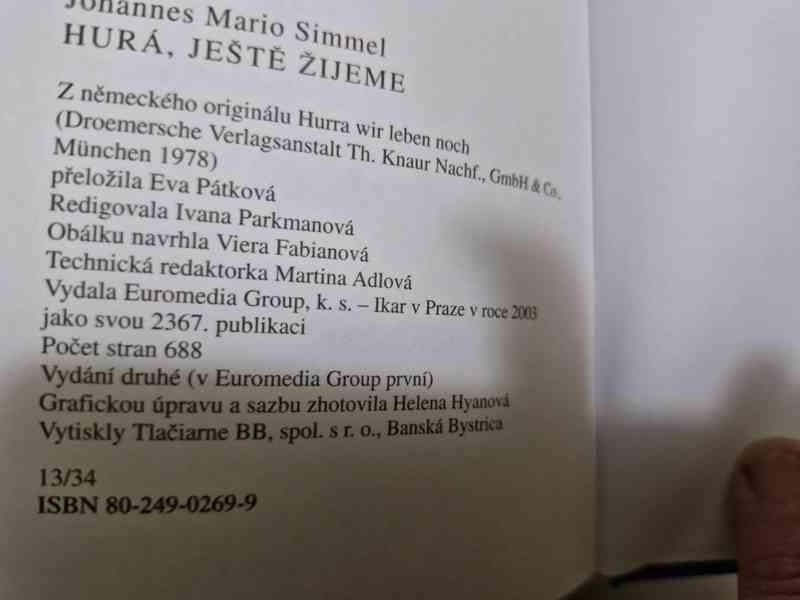 Johannes Mario Simmel
HURÁ, JEŠTĚ ŽIJEME
Z německého originálu Hurra wir leben noch
(Droemersche Verlagsanstalt Th. Knaur Nachf., GmbH & Co.,
München 1978)
přeložila Eva Pátková
Redigovala Ivana Parkmanová
Obálku navrhla Viera Fabianová
Technická redaktorka Martina Adlová
Vydala Euromedia Group, k. s. – Ikar v Praze v roce 2003
jako svou 2367. publikaci
Počet stran 688
Vydání druhé (v Euromedia Group první)
Grafickou úpravu a sazbu zhotovila Helena Hyanová
Vytiskly Tlačiarne BB, spol. s r. o., Banská Bystrica
13/34
ISBN 80-249-0269-9